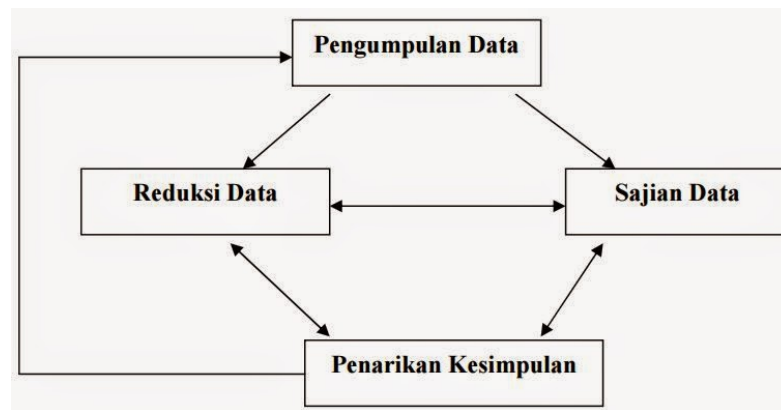 Pengumpulan Data
Reduksi Data
Sajian Data
Penarikan Kesimpulan